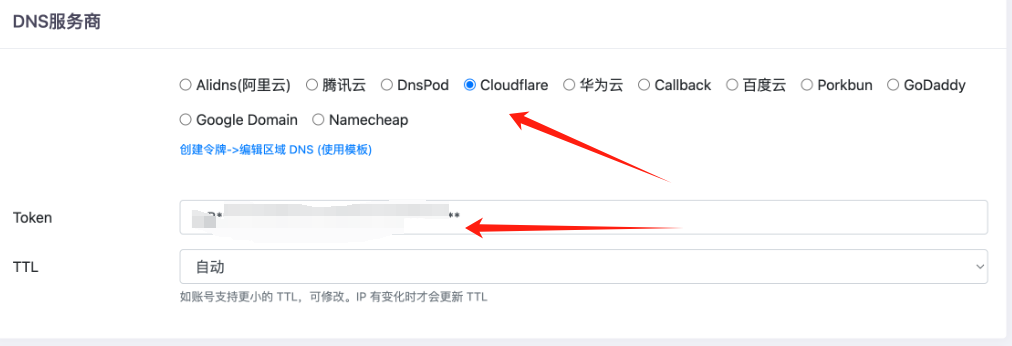 DNS服务商
Alidns(阿里云) 腾讯云 DnsPod Cloudflare 华为云 Callback 百度云 Porkbun GoDaddy
Google Domain Namecheap
创建令牌->编辑区域 DNS (使用模板)
Token
TTL 自动
如账号支持更小的 TTL，可修改。IP 有变化时才会更新 TTL